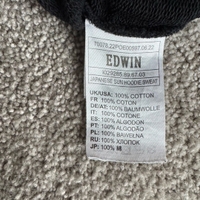 EDWIN
JAPANESE SUN HOODIE SWEAT
UK/USA: 100% COTTON
FR: 100% COTON
DE/AT: 100% BAUMWOLLE
IT: 100% COTONE
ES: 100% ALGODON
PT: 100% ALGODÃO
PL: 100% BAWEŁNA
RU: 100% ХЛОПОК
JP: 100% M